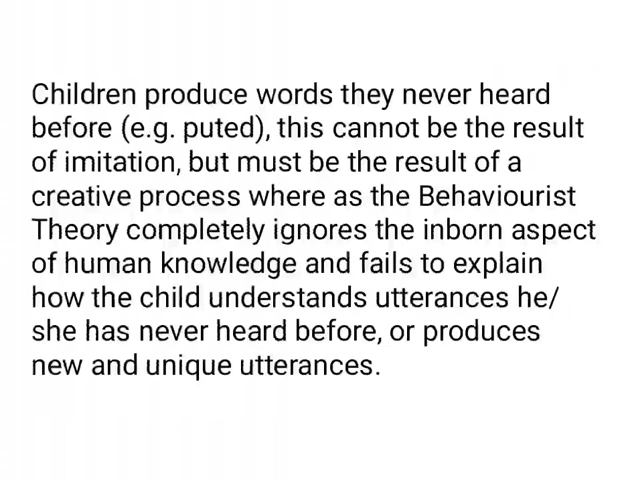 Children produce words they never heard
before (e.g. puted), this cannot be the result
of imitation, but must be the result of a
creative process where as the Behaviourist
Theory completely ignores the inborn aspect
of human knowledge and fails to explain
how the child understands utterances he/
she has never heard before, or produces
new and unique utterances.